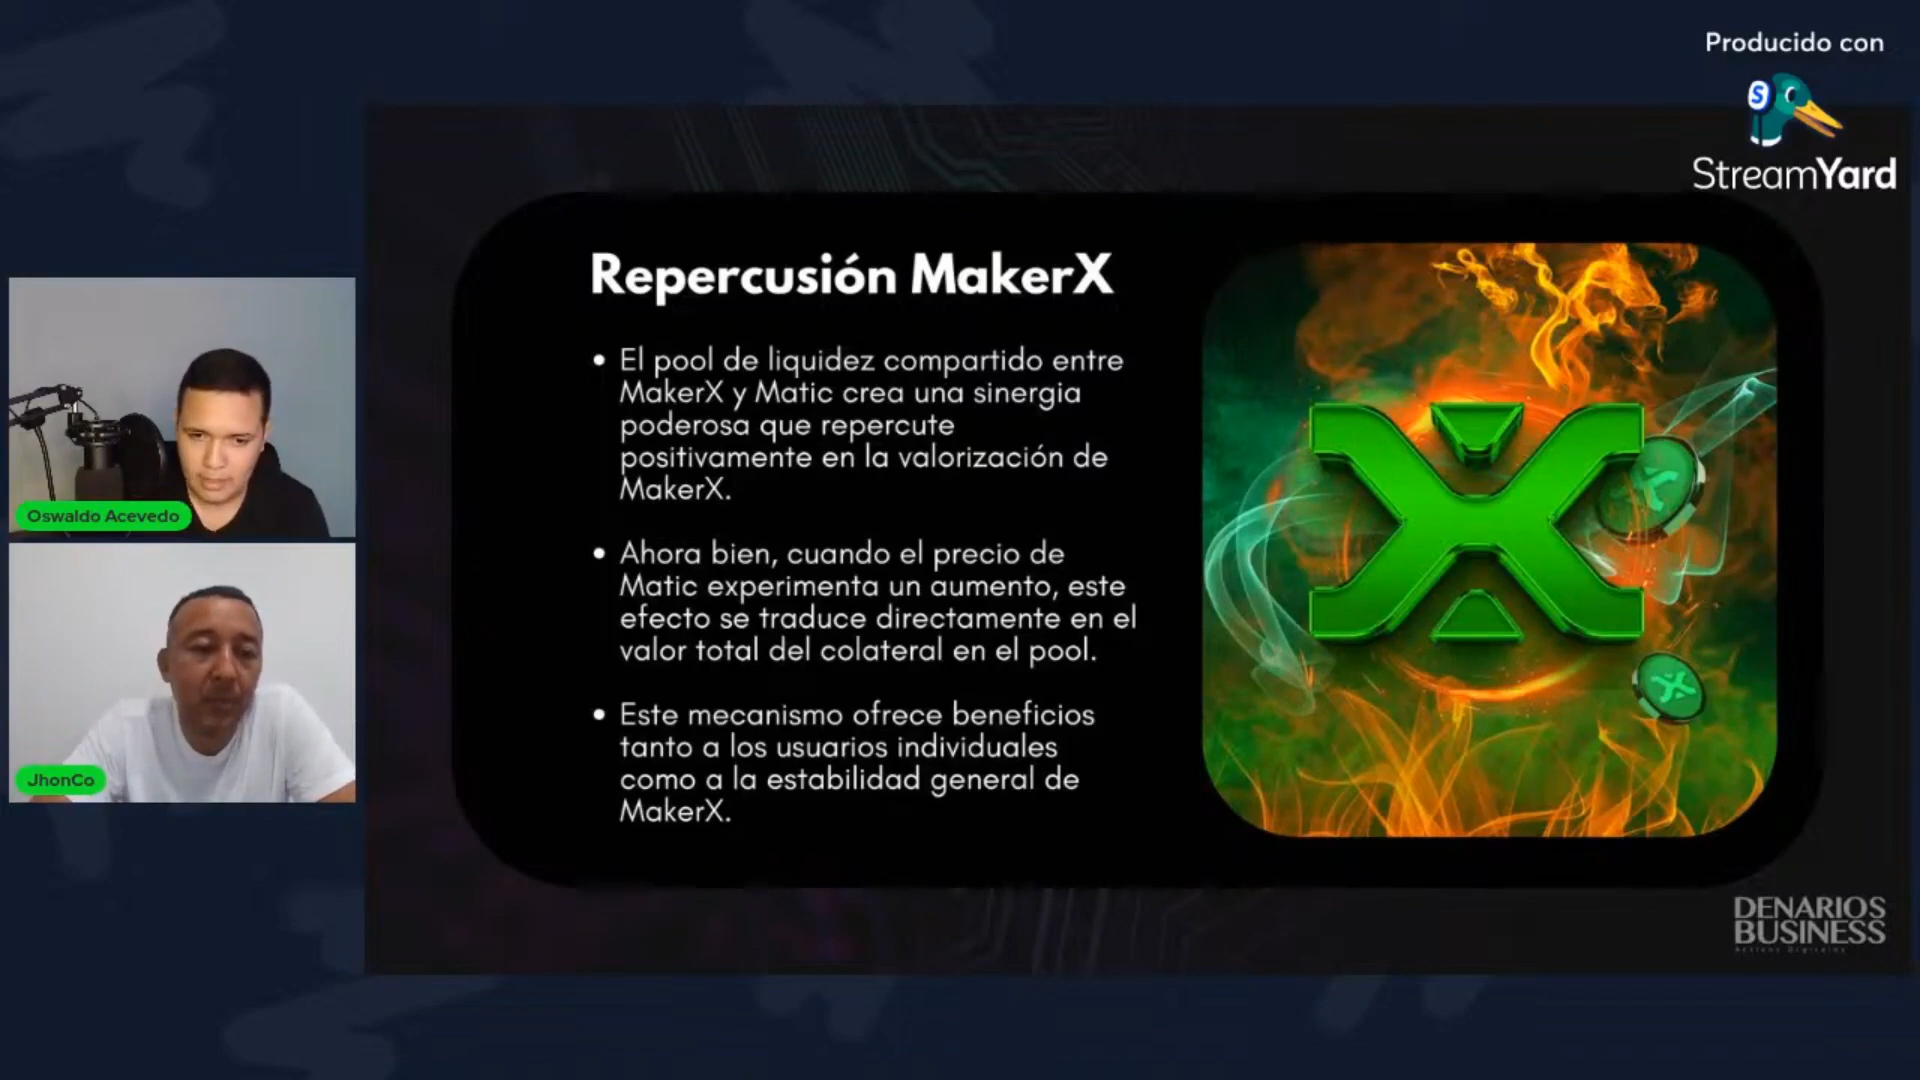 Producido con
StreamYard
Repercusión MakerX
• El pool de liquidez compartido entre
MakerX y Matic crea una sinergia
poderosa que repercute
positivamente en la valorización de
MakerX.
• Ahora bien, cuando el precio de
Matic experimenta un aumento, este
efecto se traduce directamente en el
valor total del colateral en el pool.
• Este mecanismo ofrece beneficios
tanto a los usuarios individuales
como a la estabilidad general de
MakerX.
Oswaldo Acevedo
JhonCo
DENARIOS
BUSINESS